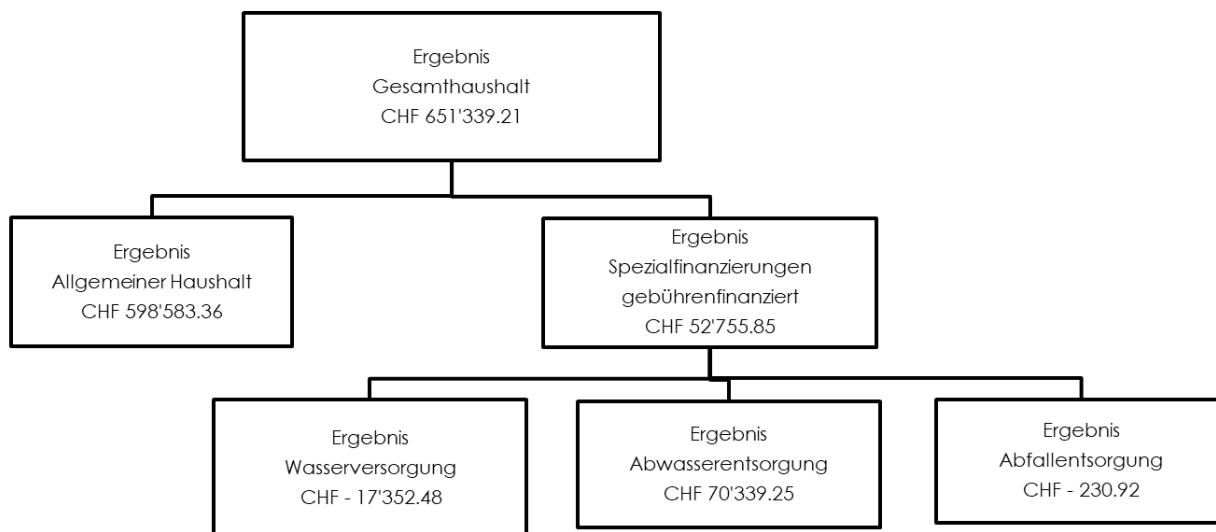 Ergebnis
Gesamthaushalt
CHF 651'339.21
Ergebnis
Allgemeiner Haushalt
CHF 598'583.36
Ergebnis
Spezialfinanzierungen
gebührenfinanziert
CHF 52'755.85
Ergebnis
Wasserversorgung
CHF - 17'352.48
Ergebnis
Abwasserentsorgung
CHF 70'339.25
Ergebnis
Abfallentsorgung
CHF - 230.92